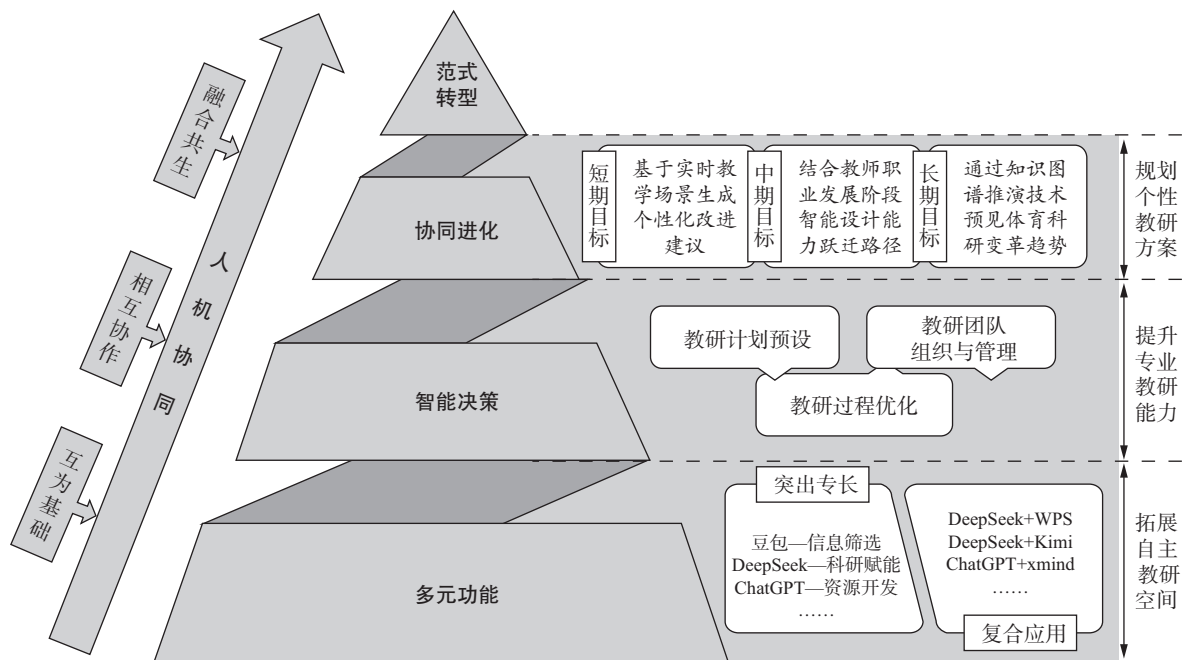 范式
转型
融合共生
相互协作
互为基础
人机协同
协同进化
短期目标
基于实时教
学场景生成
个性化改进
建议
中期目标
结合教师职
业发展阶段
智能设计能
力跃迁路径
长期目标
通过知识图
谱推演技术
预见体育科
研变革趋势
规划
个性
教研
方案
智能决策
教研计划预设
教研团队
组织与管理
教研过程优化
提升
专业
教研
能力
多元功能
突出专长
豆包—信息筛选
DeepSeek—科研赋能
ChatGPT—资源开发
……
DeepSeek+WPS
DeepSeek+Kimi
ChatGPT+xmind
……
复合应用
拓展
自主
教研
空间